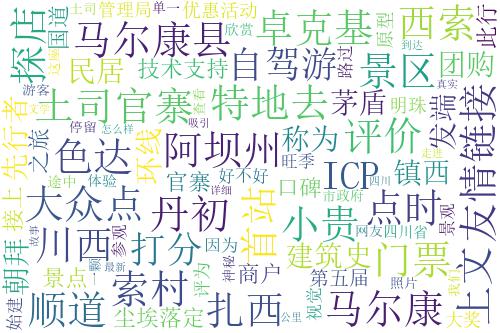 土司 管理局 单一 优惠活动 欣赏 卓克基 原型 西索 此行
探店 国道 这座 马尔康县 自驾游 路过 到达 景区 团购
游客 民居 技术支持 查看 茅盾 明珠 真实
先行者 土司官寨 特地去 发端 上文
之旅 停留 怎么样 环线 吸引 称为 评价 走进 友情链接
接上 色达 阿坝州 旺季 ICP 四川 镇西
途中 体验 官寨 好不好 口碑 市政府 景观
大众点 首站 丹初 详细 小贵 点时 网友 四川省
朝拜 川西 参观 打分 因为 建筑史 门票
景点 索村 评为 神秘 商户 第五届 照片 我们
故事 最新 视觉
始建 顺道 尘埃落定 扎西 公里 马尔康 大奖